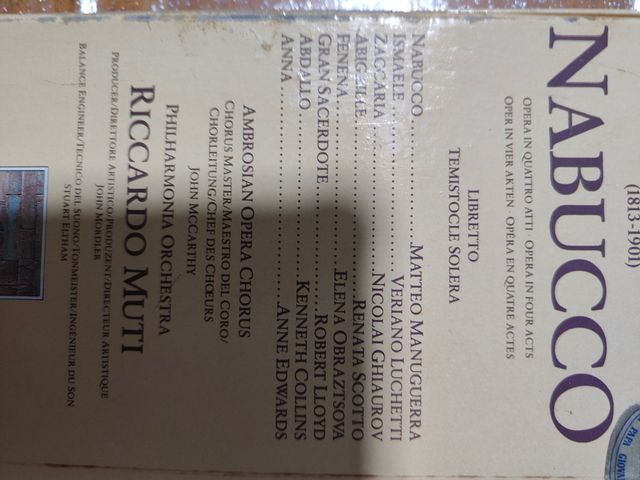 (1813-1901)
NABUCCO
OPERA IN QUATTRO ATTI · OPERA IN FOUR ACTS
OPER IN VIER AKTEN · OPÉRA EN QUATRE ACTES
LIBRETTO
TEMISTOCLE SOLERA
NABUCCO ........ MATTEO MANUGUERRA
ISMAELE ........ VERIANO LUCHETTI
ZACCARIA ........ NICOLAI GHIAUROV
ABIGAILLE ........ RENATA SCOTTO
FENENA ........ ELENA OBRAZTSOVA
GRAN SACERDOTE ........ ROBERT LLOYD
ABDALLO ........ KENNETH COLLINS
ANNA ........ ANNE EDWARDS
AMBROSIAN OPERA CHORUS
CHORUS MASTER/MAESTRO DEL CORO/
CHORLEITUNG/CHEF DES CHŒURS
JOHN MCCARTHY
PHILHARMONIA ORCHESTRA
RICCARDO MUTI
PRODUCER/DIRETTORE ARTISTICO/PRODUZENT/DIRECTEUR ARTISTIQUE
JOHN MORDLER
BALANCE ENGINEER/TECNICO DEL SUONO/TONMEISTER/INGÉNIEUR DU SON
STUART ELTHAM
PAPA
GIOVA